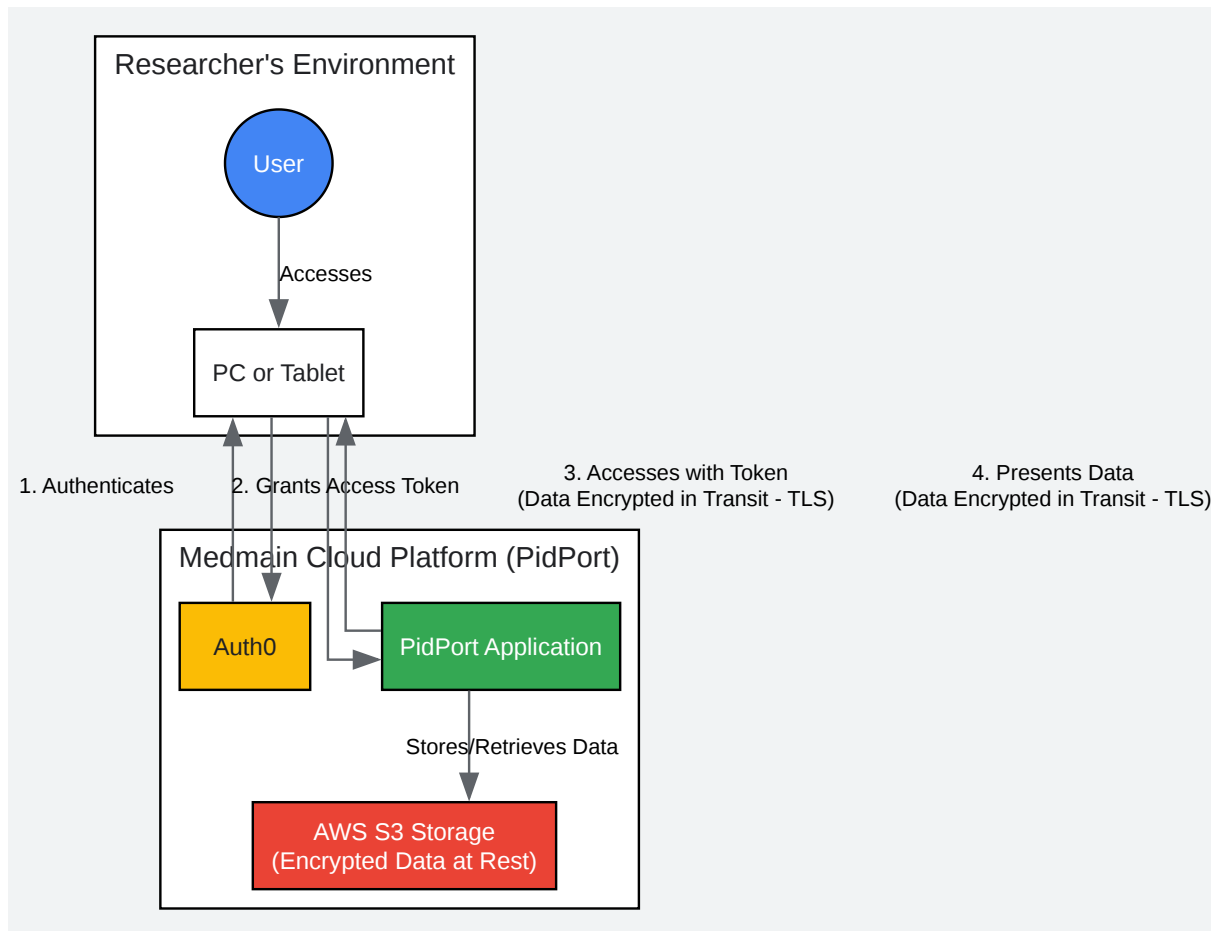 Researcher's Environment
User
Accesses
PC or Tablet
1. Authenticates
2. Grants Access Token
3. Accesses with Token
(Data Encrypted in Transit - TLS)
4. Presents Data
(Data Encrypted in Transit - TLS)
Medmain Cloud Platform (PidPort)
Auth0
PidPort Application
Stores/Retrieves Data
AWS S3 Storage
(Encrypted Data at Rest)